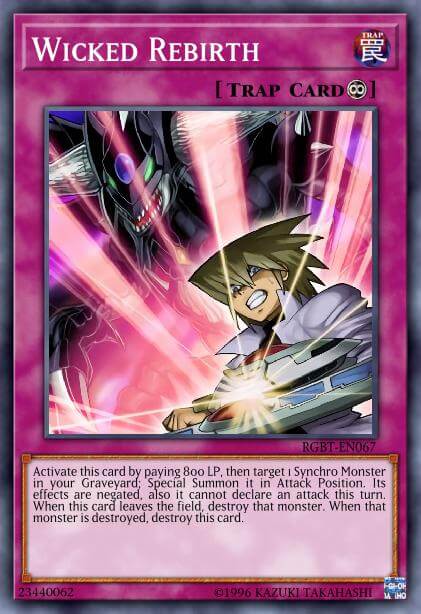 Wicked Rebirth
TRAP
罠
[Trap Card]
RGBT-EN067
Activate this card by paying 800 LP, then target 1 Synchro Monster
in your Graveyard; Special Summon it in Attack Position. Its
effects are negated, also it cannot declare an attack this turn.
When this card leaves the field, destroy that monster. When that
monster is destroyed, destroy this card.
23440062
©1996 KAZUKI TAKAHASHI